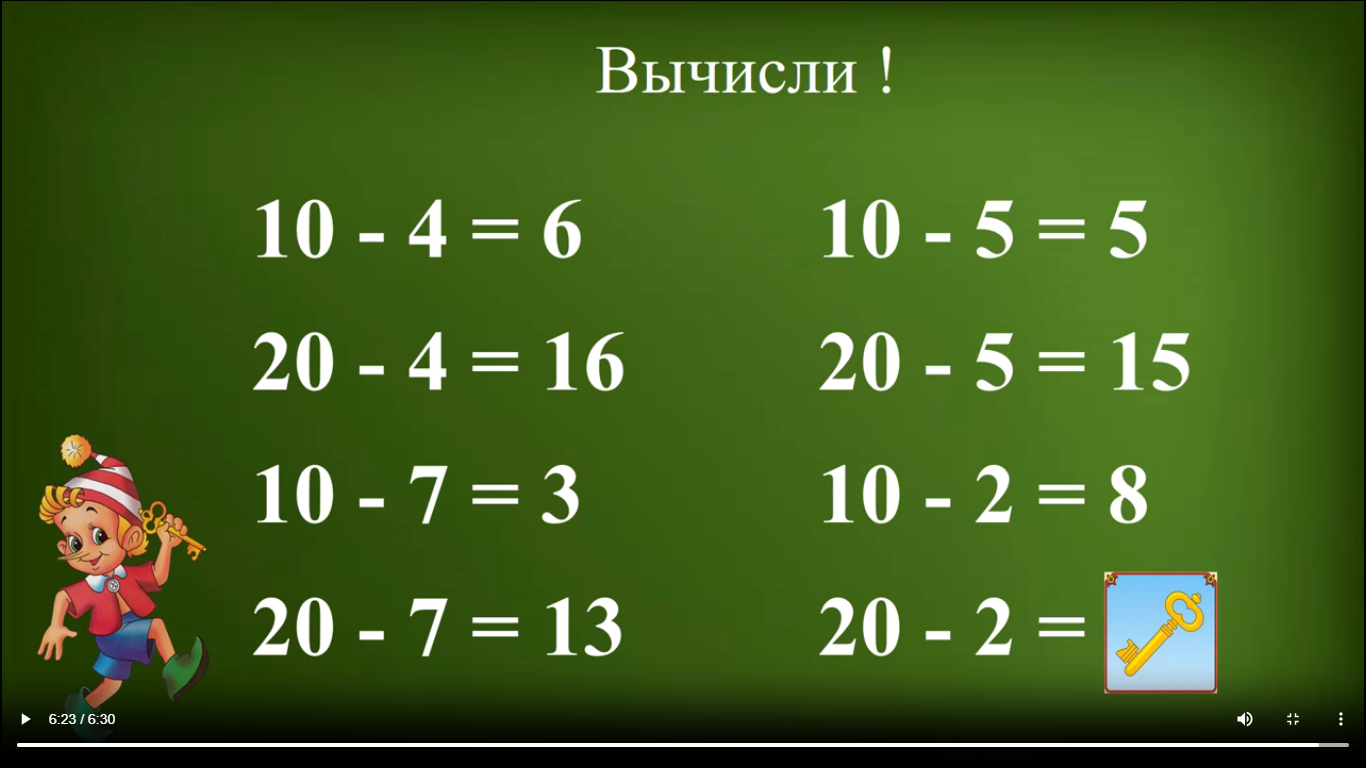 Вычисли !
10 - 4 = 6
20 - 4 = 16
10 - 7 = 3
20 - 7 = 13
10 - 5 = 5
20 - 5 = 15
10 - 2 = 8
20 - 2 =
6:23 / 6:30